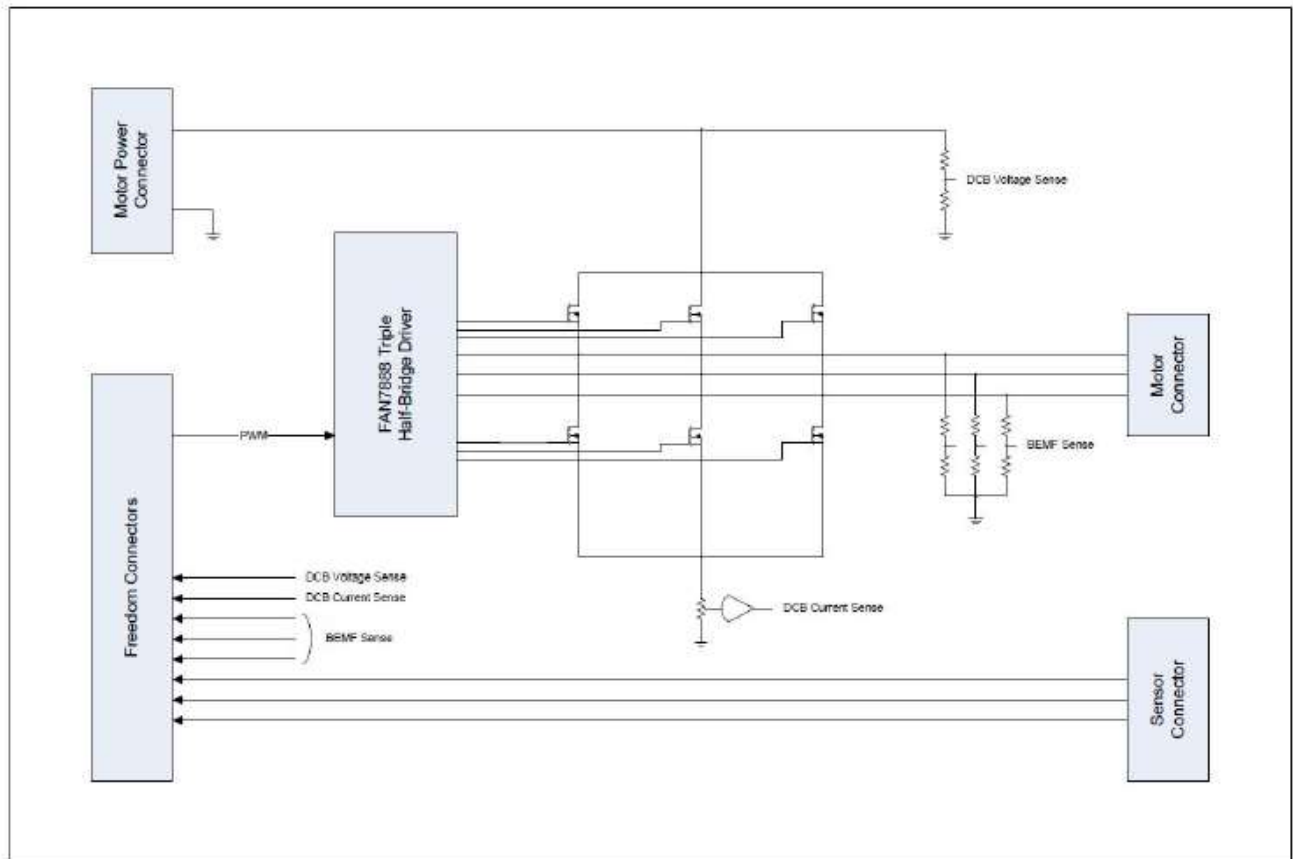 Motor Power
Connector
DCB Voltage Sense
FAN7888 Triple
Half-Bridge Driver
Motor
Connector
PWM
BEMF Sense
Freedom Connectors
DCB Voltage Sense
DCB Current Sense
BEMF Sense
DCB Current Sense
Sensor
Connector